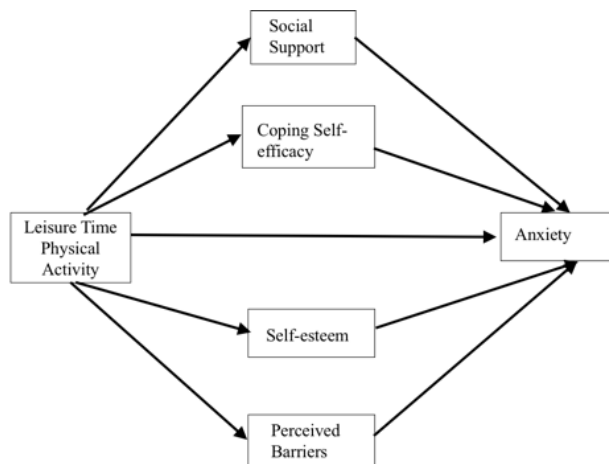 Social
Support
Coping Self-
efficacy
Leisure Time
Physical
Activity
Anxiety
Self-esteem
Perceived
Barriers